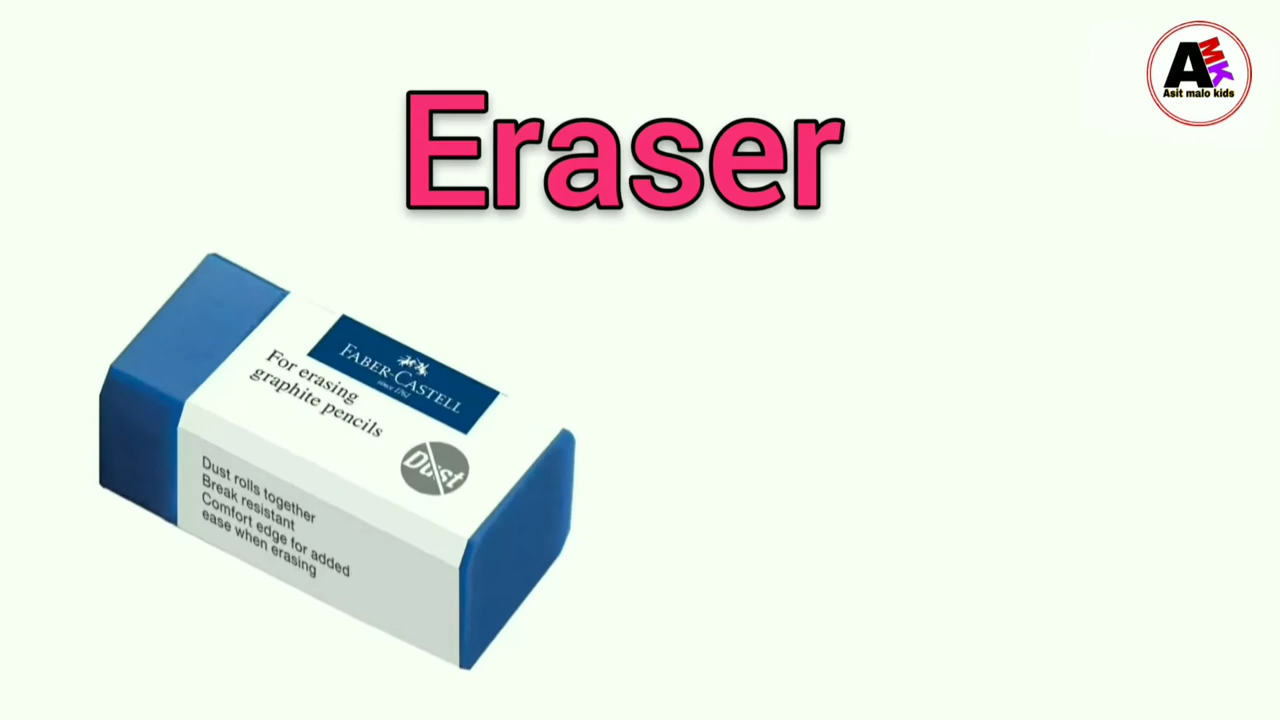 Eraser
AMK
Asit malo kids
FABER-CASTELL
since 1761
For erasing
graphite pencils
Dust
Dust rolls together
Break resistant
Comfort edge for added
ease when erasing